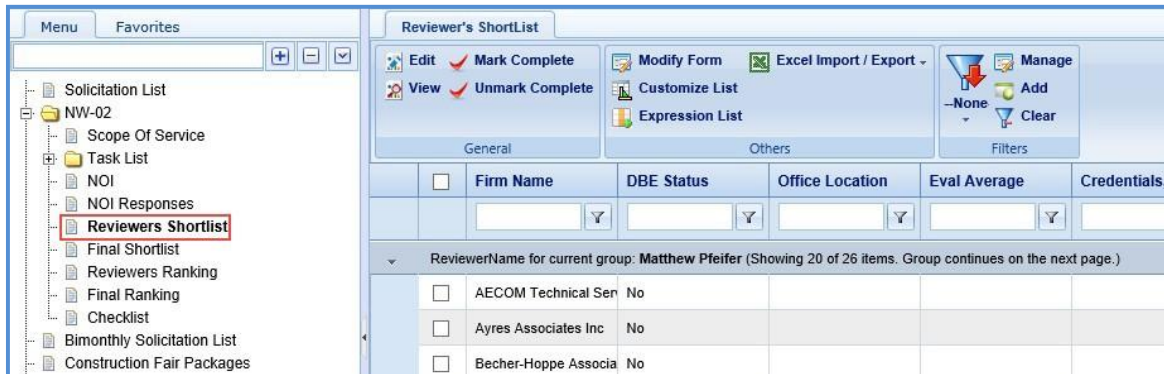 Menu
Favorites
Solicitation List
NW-02
Scope Of Service
Task List
NOI
NOI Responses
Reviewers Shortlist
Final Shortlist
Reviewers Ranking
Final Ranking
Checklist
Bimonthly Solicitation List
Construction Fair Packages
Reviewer's ShortList
Edit
Mark Complete
View
Unmark Complete
General
Modify Form
Excel Import / Export
Customize List
Expression List
Others
--None
Manage
Add
Clear
Filters
Firm Name DBE Status Office Location Eval Average Credentials
ReviewerName for current group: Matthew Pfeifer (Showing 20 of 26 items. Group continues on the next page.)
AECOM Technical Ser No
Ayres Associates Inc No
Becher-Hoppe Associa No